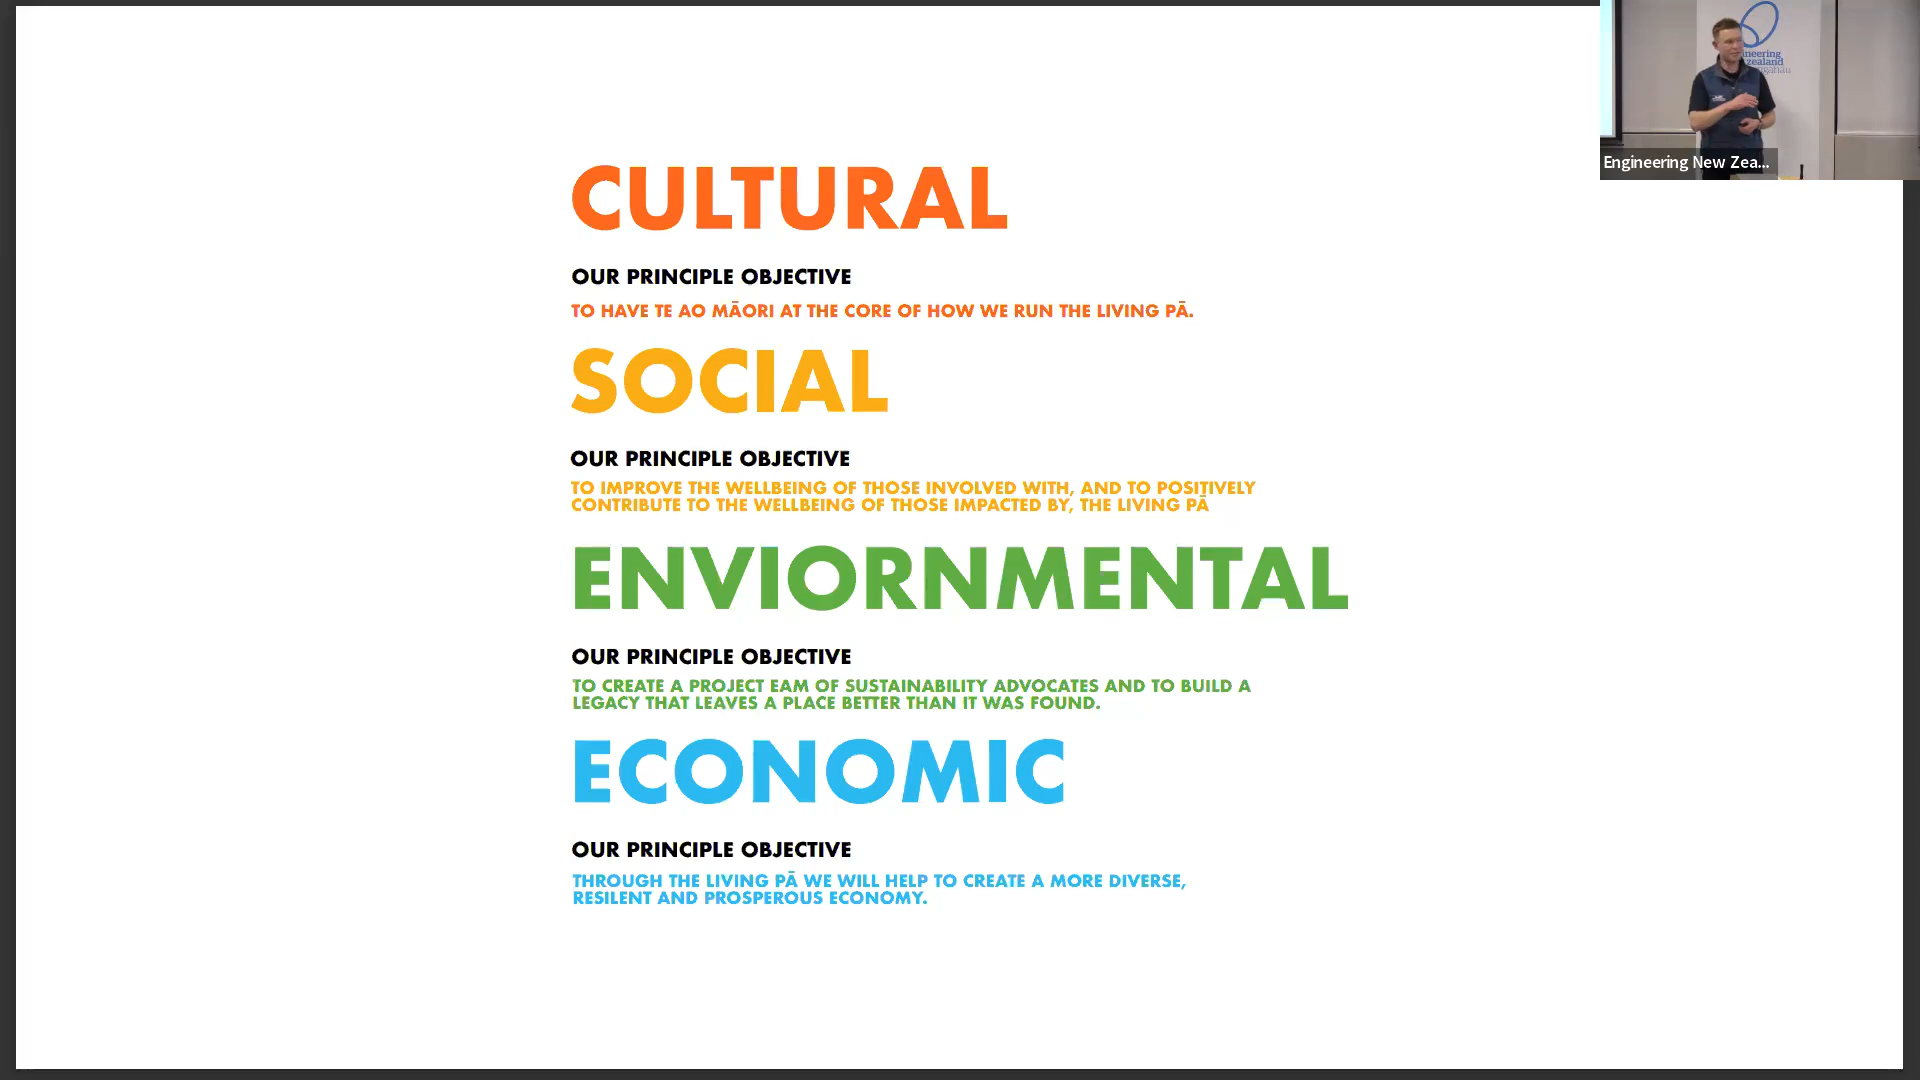 CULTURAL
OUR PRINCIPLE OBJECTIVE
TO HAVE TE AO MĀORI AT THE CORE OF HOW WE RUN THE LIVING PĀ.
SOCIAL
OUR PRINCIPLE OBJECTIVE
TO IMPROVE THE WELLBEING OF THOSE INVOLVED WITH, AND TO POSITIVELY
CONTRIBUTE TO THE WELLBEING OF THOSE IMPACTED BY, THE LIVING PĀ
ENVIORNMENTAL
OUR PRINCIPLE OBJECTIVE
TO CREATE A PROJECT EAM OF SUSTAINABILITY ADVOCATES AND TO BUILD A
LEGACY THAT LEAVES A PLACE BETTER THAN IT WAS FOUND.
ECONOMIC
OUR PRINCIPLE OBJECTIVE
THROUGH THE LIVING PĀ WE WILL HELP TO CREATE A MORE DIVERSE,
RESILENT AND PROSPEROUS ECONOMY.
neering
zealand
Engineering New Zea...